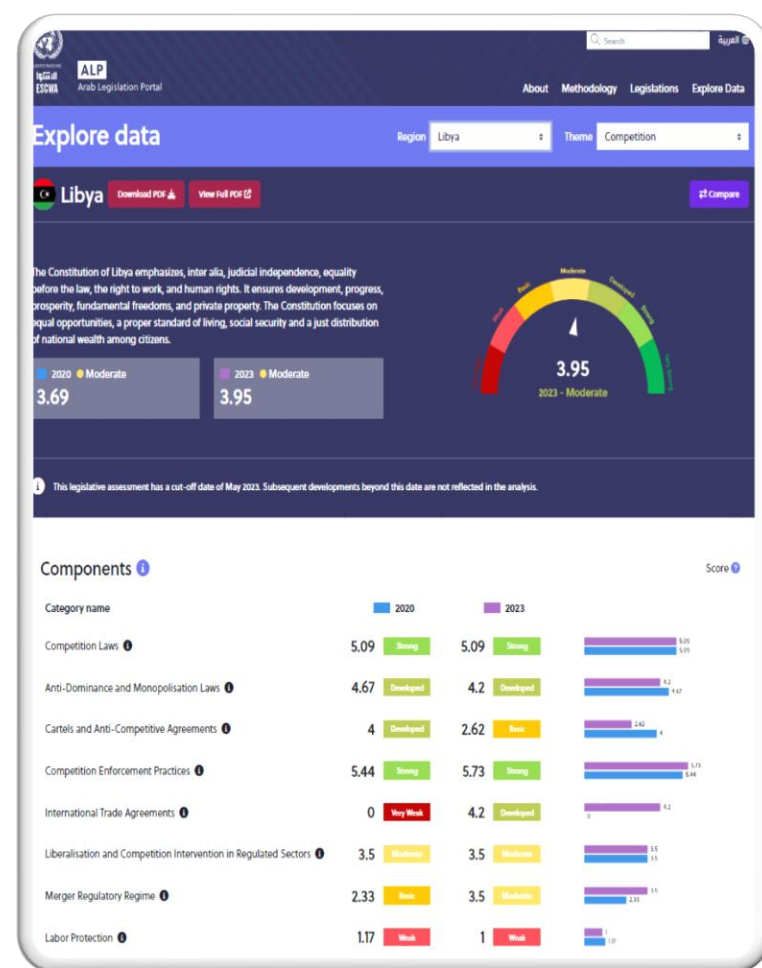 Search
العربية
UNITED NATIONS
الاسكوا
ESCWA
ALP
Arab Legislation Portal
About Methodology Legislations Explore Data
Explore data
Region Libya
Theme Competition
Libya
Download PDF
View Full PDF
Compare
The Constitution of Libya emphasizes, inter alia, judicial independence, equality
before the law, the right to work, and human rights. It ensures development, progress,
prosperity, fundamental freedoms, and private property. The Constitution focuses on
equal opportunities, a proper standard of living, social security and a just distribution
of national wealth among citizens.
2020 Moderate
3.69
2023 Moderate
3.95
Weak
Basic
Moderate
Developed
Strong
3.95
2023 - Moderate
This legislative assessment has a cut-off date of May 2023. Subsequent developments beyond this date are not reflected in the analysis.
Components
Score
Category name 2020 2023
Competition Laws 5.09 Strong 5.09 Strong 5.09
5.09
Anti-Dominance and Monopolisation Laws 4.67 Developed 4.2 Developed 4.2
4.67
Cartels and Anti-Competitive Agreements 4 Developed 2.62 Basic 2.62
4
Competition Enforcement Practices 5.44 Strong 5.73 Strong 5.73
5.44
International Trade Agreements 0 Very Weak 4.2 Developed 4.2
0
Liberalisation and Competition Intervention in Regulated Sectors 3.5 Moderate 3.5 Moderate 3.5
3.5
Merger Regulatory Regime 2.33 Basic 3.5 Moderate 3.5
2.33
Labor Protection 1.17 Weak 1 Weak 1
1.17